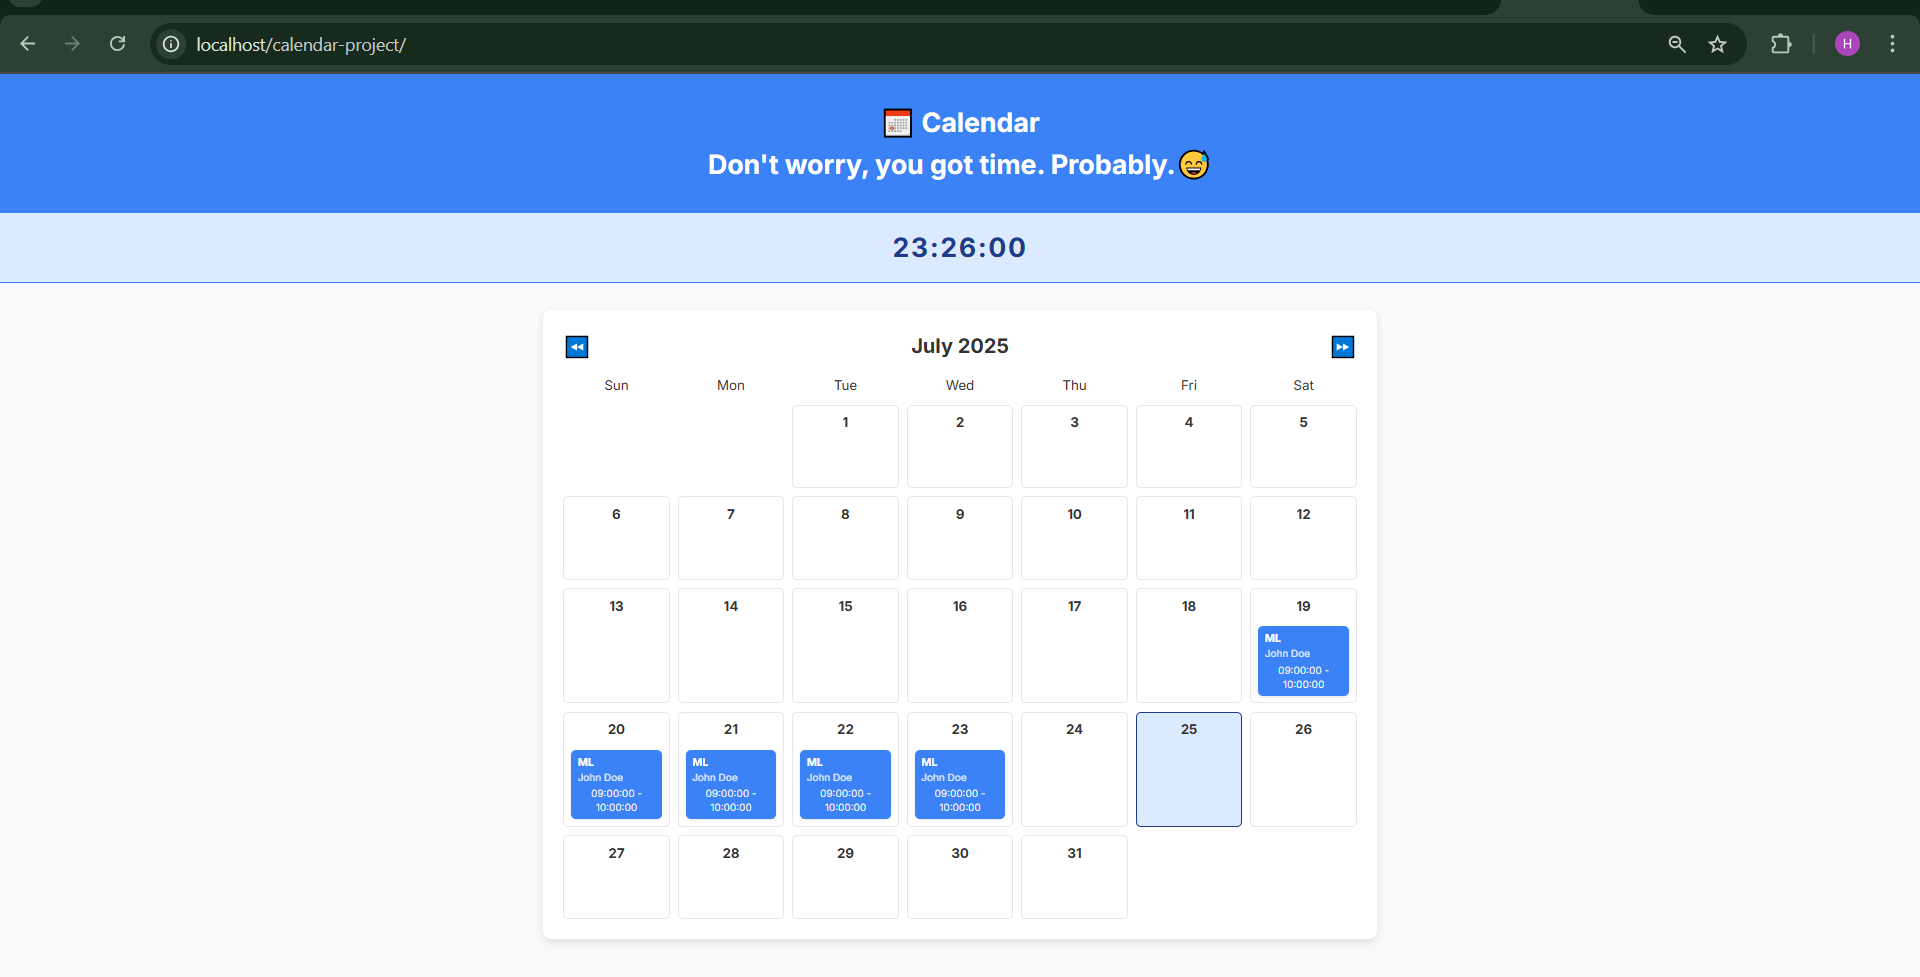 localhost/calendar-project/
H
📅 Calendar
Don't worry, you got time. Probably.😅
23:26:00
July 2025
Sun Mon Tue Wed Thu Fri Sat
1 2 3 4 5
6 7 8 9 10 11 12
13 14 15 16 17 18 19
ML
John Doe
09:00:00 -
10:00:00
20 21 22 23 24 25 26
ML ML ML ML
John Doe John Doe John Doe John Doe
09:00:00 - 09:00:00 - 09:00:00 - 09:00:00 -
10:00:00 10:00:00 10:00:00 10:00:00
27 28 29 30 31